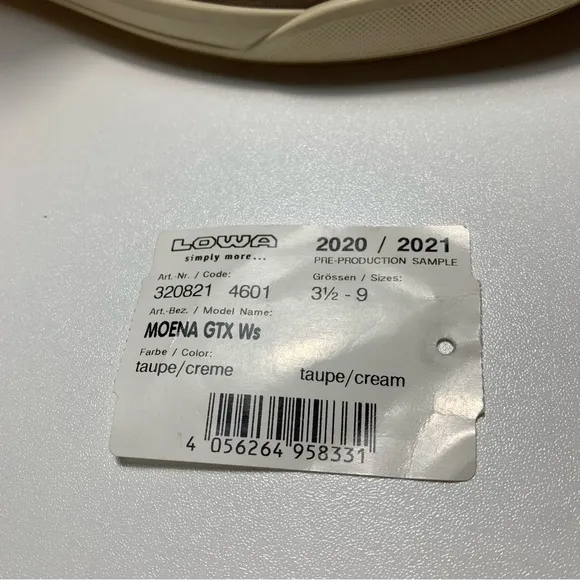 LOWA 2020 / 2021
simply more... PRE-PRODUCTION SAMPLE
Art.-Nr. / Code: Grössen / Sizes:
320821 4601 3½ - 9
Art.-Bez. / Model Name:
MOENA GTX Ws
Farbe / Color:
taupe/creme taupe/cream
4 056264 958331